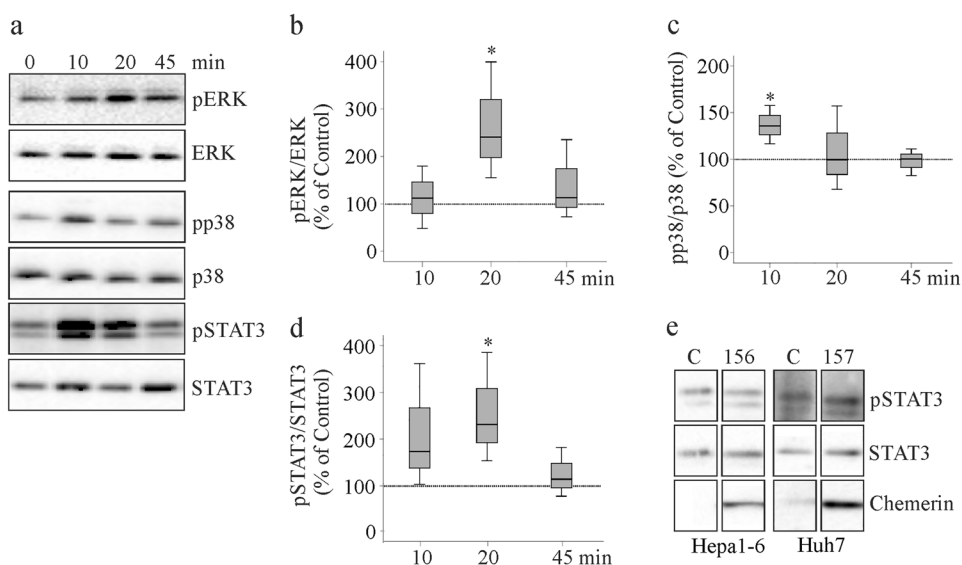 a
0 10 20 45 min
pERK
ERK
pp38
p38
pSTAT3
STAT3
b
pERK/ERK
(% of Control)
400
300
200
100
0
*
10 20 45 min
c
pp38/p38 (% of Control)
200
150
100
50
0
*
10 20 45 min
d
pSTAT3/STAT3
(% of Control)
400
300
200
100
0
*
10 20 45 min
e
C 156 C 157
pSTAT3
STAT3
Chemerin
Hepa1-6 Huh7